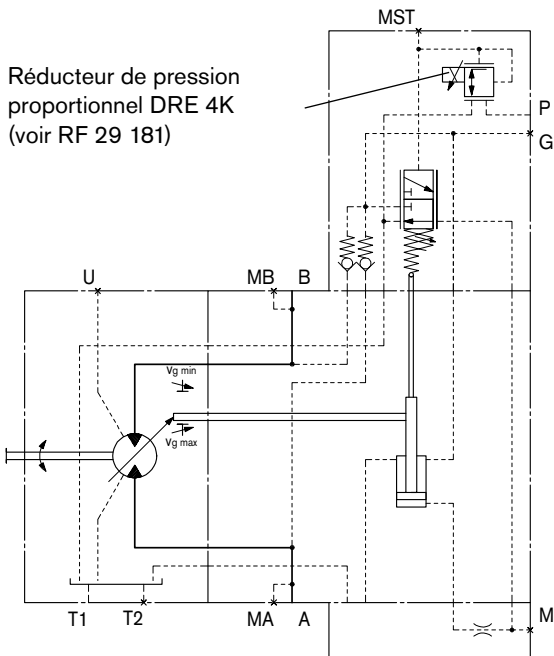 MST
Réducteur de pression
proportionnel DRE 4K
(voir RF 29 181)
P
G
U
MB
B
Vg min
Vg max
T1
T2
MA
A
M